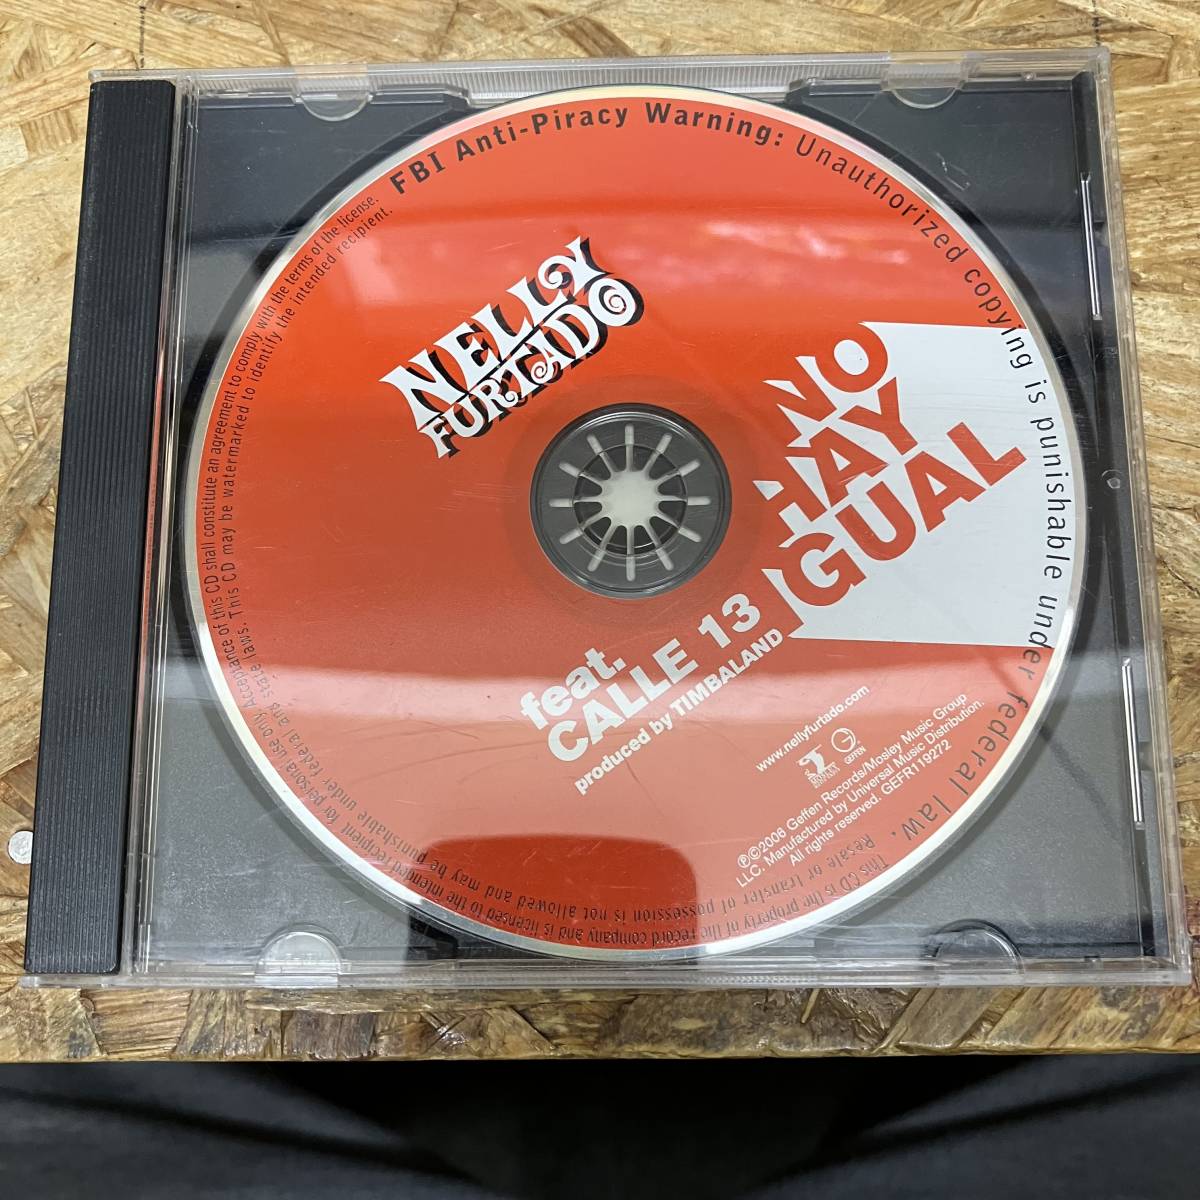 NELLY
FURTADO
NO
HAY
IGUAL
feat.
CALLE 13
produced by TIMBALAND
www.nellyfurtado.com
GEFFEN
℗©2006 Geffen Records/Mosley Music Group
LLC. Manufactured by Universal Music Distribution.
All rights reserved. GEFR119272
FBI Anti-Piracy Warning: Unauthorized copying is punishable under federal law.
This CD is the property of the record company and is licensed to the intended recipient for personal use only. Acceptance of this CD shall constitute an agreement to comply with the terms of the license.
Resale or transfer of possession is not allowed and may be punishable under federal and state laws. This CD may be watermarked to identify the intended recipient.